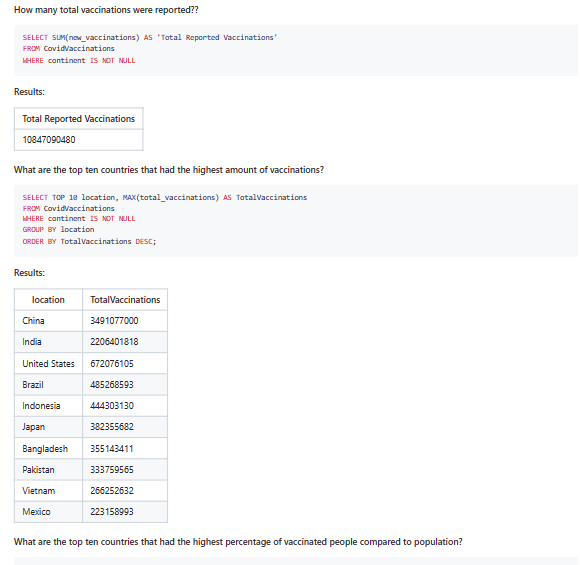 How many total vaccinations were reported??
SELECT SUM(new_vaccinations) AS 'Total Reported Vaccinations'
FROM CovidVaccinations
WHERE continent IS NOT NULL
Results:
Total Reported Vaccinations
10847090480
What are the top ten countries that had the highest amount of vaccinations?
SELECT TOP 10 location, MAX(total_vaccinations) AS TotalVaccinations
FROM CovidVaccinations
WHERE continent IS NOT NULL
GROUP BY location
ORDER BY TotalVaccinations DESC;
Results:
location TotalVaccinations
China 3491077000
India 2206401818
United States 672076105
Brazil 485268593
Indonesia 444303130
Japan 382355682
Bangladesh 355143411
Pakistan 333759565
Vietnam 266252632
Mexico 223158993
What are the top ten countries that had the highest percentage of vaccinated people compared to population?